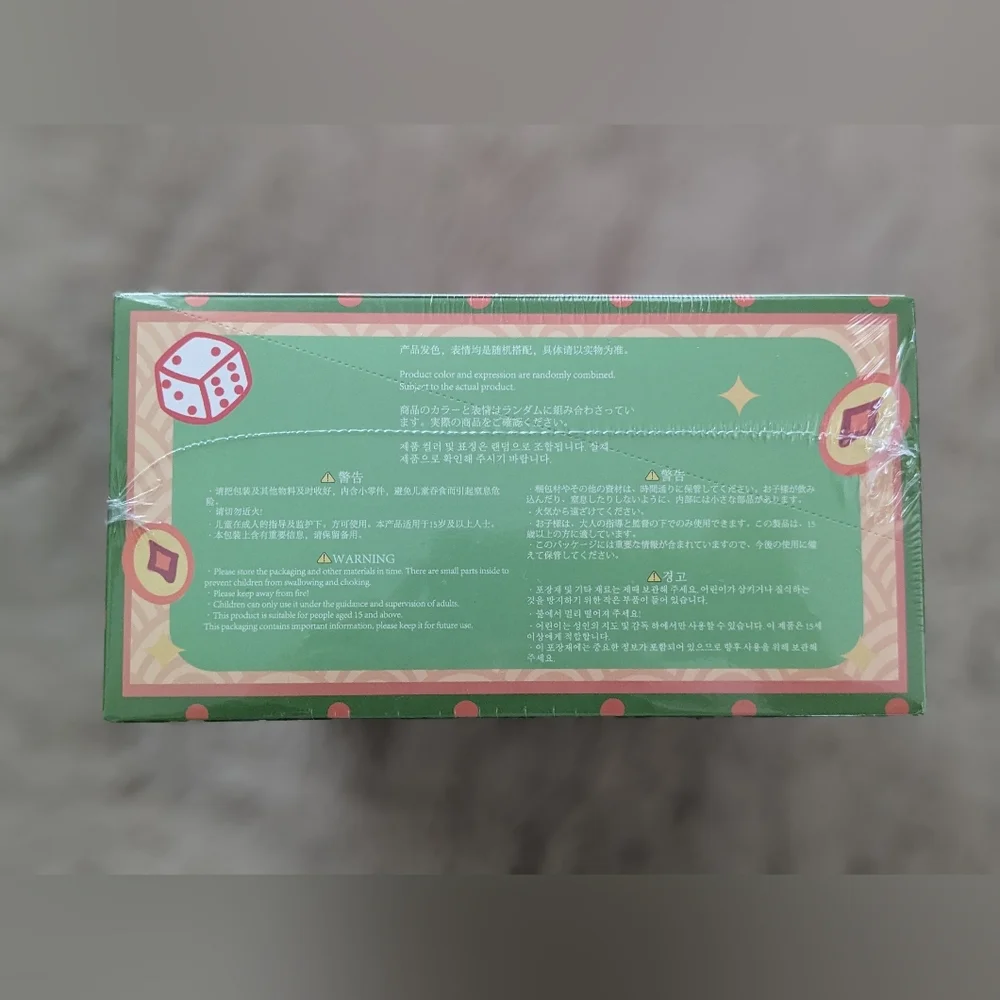 产品发色、表情均是随机搭配，具体请以实物为准。
Product color and expression are randomly combined.
Subject to the actual product.
商品のカラーと表情はランダムに組み合わさってい
ます。実際の商品をご確認ください。
제품 컬러 및 표정은 랜덤으로 조합됩니다. 실제
제품으로 확인해 주시기 바랍니다.
警告
· 请把包装及其他物料及时收好，内含小零件，避免儿童吞食而引起窒息危
险。
· 请切勿近火!
· 儿童在成人的指导及监护下，方可使用。本产品适用于15岁及以上人士。
· 本包装上含有重要信息，请保留备用。
WARNING
· Please store the packaging and other materials in time. There are small parts inside to
prevent children from swallowing and choking.
· Please keep away from fire!
· Children can only use it under the guidance and supervision of adults.
· This product is suitable for people aged 15 and above.
This packaging contains important information, please keep it for future use.
警告
· 梱包材やその他の資材は、時間通りに保管してください。お子様が飲み
込んだり、窒息したりしないように、内部には小さな部品があります。
· 火気から遠ざけてください。
· お子様は、大人の指導と監督の下でのみ使用できます。この製品は、15
歳以上の方に適しています。
· このパッケージには重要な情報が含まれていますので、今後の使用に備
えて保管してください。
경고
· 포장재 및 기타 재료는 제때 보관해 주세요. 어린이가 삼키거나 질식하는
것을 방지하기 위한 작은 부품이 들어 있습니다.
· 불에서 멀리 떨어져 주세요!
· 어린이는 성인의 지도 및 감독 하에서만 사용할 수 있습니다. 이 제품은 15세
이상에게 적합합니다.
· 이 포장재에는 중요한 정보가 포함되어 있으므로 향후 사용을 위해 보관해
주세요.